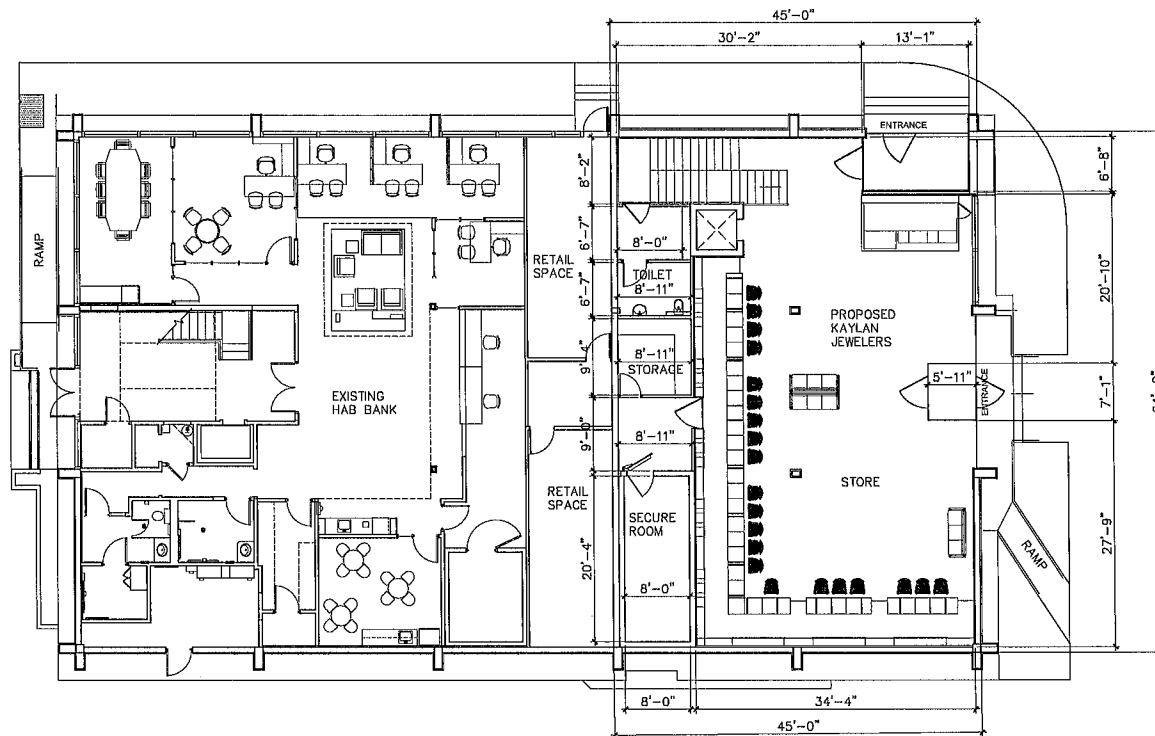 45'-0"
30'-2"
13'-1"
ENTRANCE
8'-2"
6'-8"
RAMP
6'-7"
8'-0"
RETAIL
SPACE
TOILET
6'-7"
8'-11"
20'-10"
PROPOSED
KAYLAN
JEWELERS
9'-4"
8'-11"
STORAGE
5'-11"
ENTRANCE
7'-1"
EXISTING
HAB BANK
9'-0"
8'-11"
STORE
RETAIL
SPACE
SECURE
ROOM
RAMP
27'-9"
20'-4"
8'-0"
8'-0"
34'-4"
45'-0"